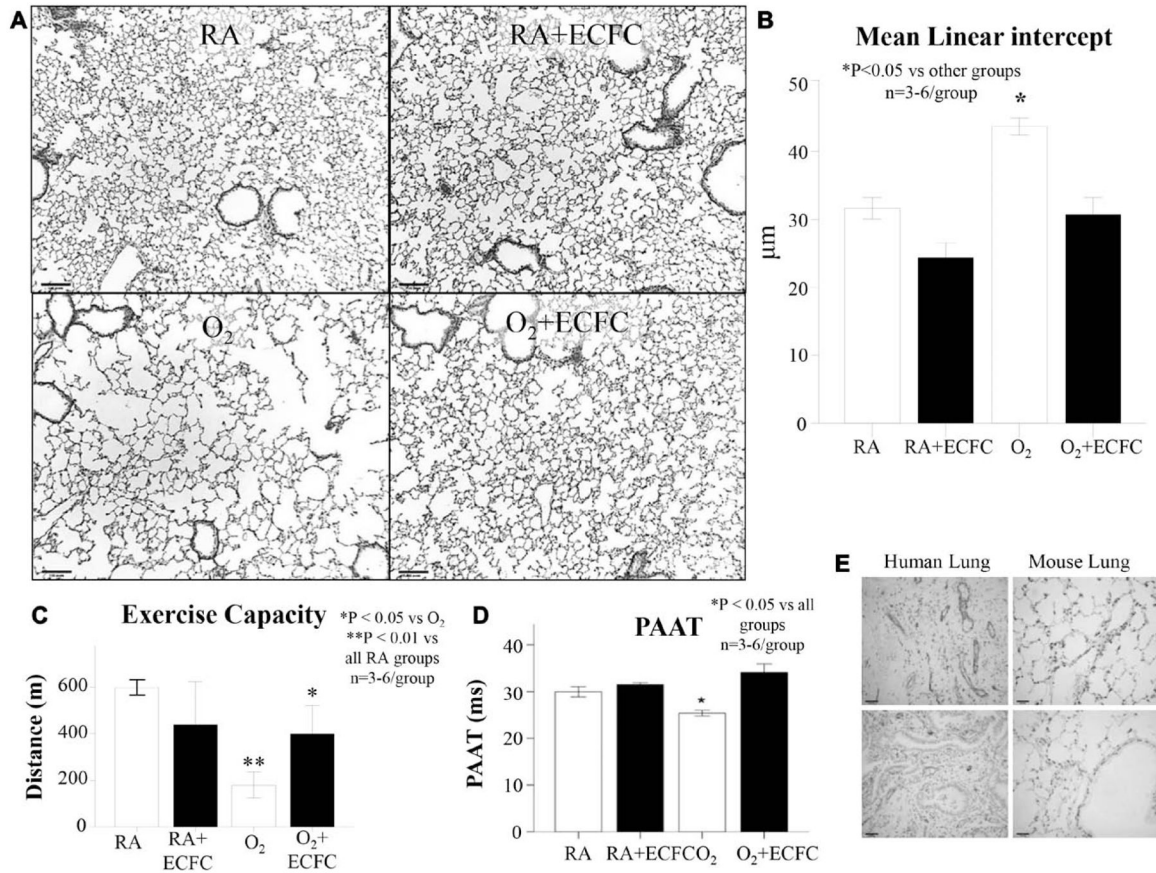 A
RA
RA+ECFC
O₂
O₂+ECFC
B
Mean Linear intercept
*P<0.05 vs other groups
n=3-6/group
*
50
40
30
20
10
0
µm
RA
RA+ECFC
O₂
O₂+ECFC
C
Exercise Capacity
*P < 0.05 vs O₂
**P < 0.01 vs
all RA groups
n=3-6/group
Distance (m)
600
400
200
0
**
*
RA
RA+
ECFC
O₂
O₂+
ECFC
D
PAAT
*P < 0.05 vs all
groups
n=3-6/group
PAAT (ms)
40
30
20
10
0
*
RA
RA+ECFC
O₂
O₂+ECFC
E
Human Lung
Mouse Lung